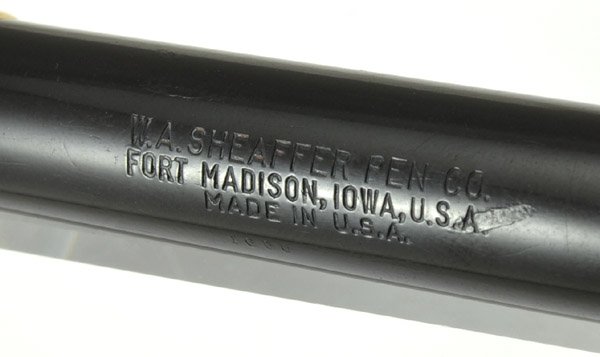 W.A. SHEAFFER PEN CO.
FORT MADISON, IOWA, U.S.A.
MADE IN U.S.A.